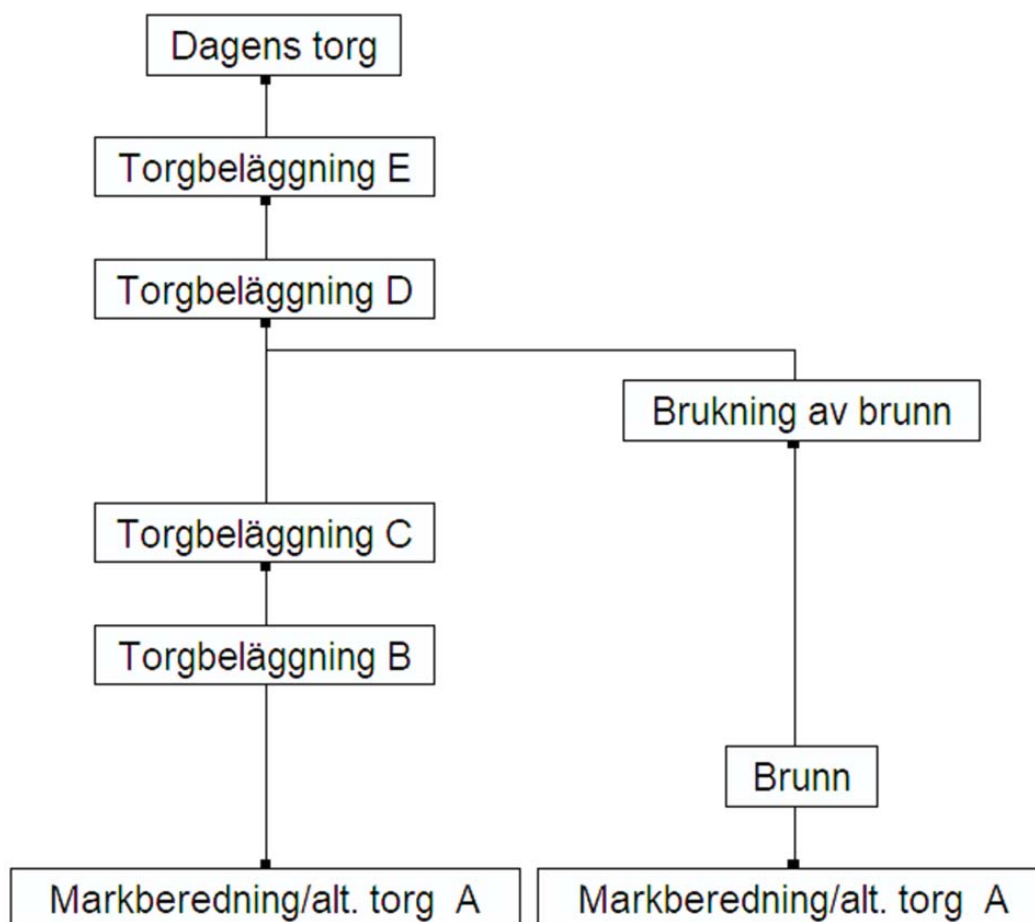 Dagens torg
Torgbeläggning E
Torgbeläggning D
Brukning av brunn
Torgbeläggning C
Torgbeläggning B
Brunn
Markberedning/alt. torg A
Markberedning/alt. torg A